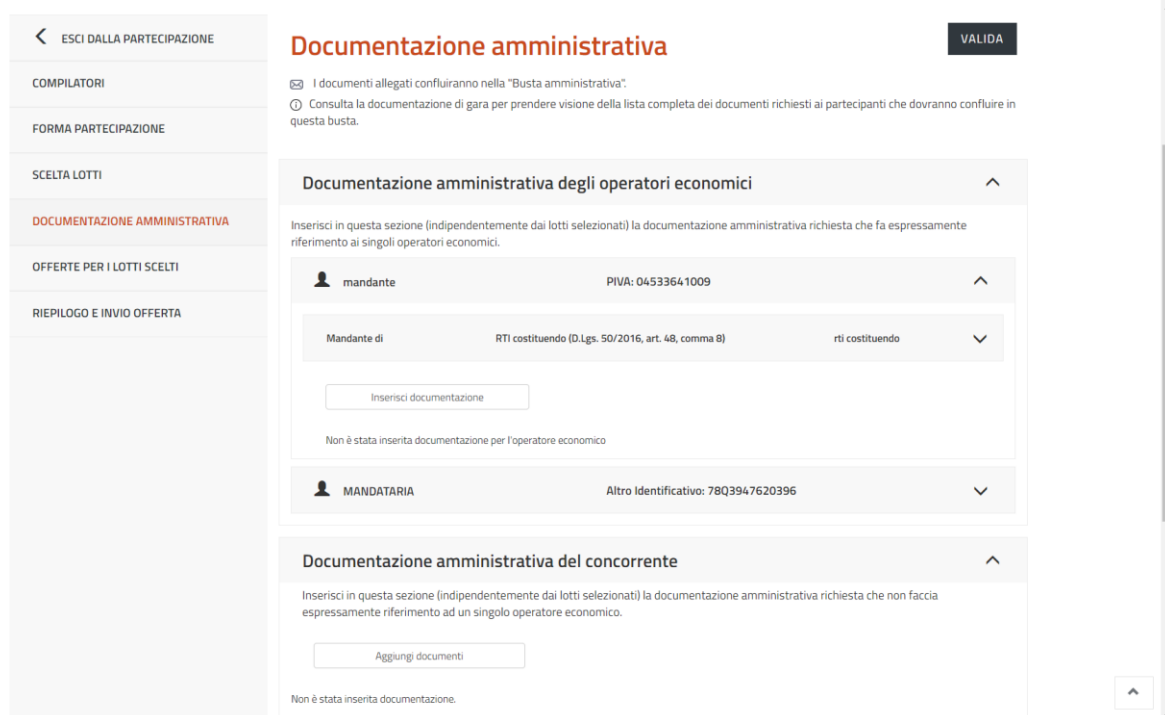 ESCI DALLA PARTECIPAZIONE
COMPILATORI
FORMA PARTECIPAZIONE
SCELTA LOTTI
DOCUMENTAZIONE AMMINISTRATIVA
OFFERTE PER I LOTTI SCELTI
RIEPILOGO E INVIO OFFERTA
Documentazione amministrativa
VALIDA
I documenti allegati confluiranno nella "Busta amministrativa".
Consulta la documentazione di gara per prendere visione della lista completa dei documenti richiesti ai partecipanti che dovranno confluire in
questa busta.
Documentazione amministrativa degli operatori economici
Inserisci in questa sezione (indipendentemente dai lotti selezionati) la documentazione amministrativa richiesta che fa espressamente
riferimento ai singoli operatori economici.
mandante PIVA: 04533641009
Mandante di RTI costituendo (D.Lgs. 50/2016, art. 48, comma 8) rti costituendo
Inserisci documentazione
Non è stata inserita documentazione per l'operatore economico
MANDATARIA Altro Identificativo: 78Q3947620396
Documentazione amministrativa del concorrente
Inserisci in questa sezione (indipendentemente dai lotti selezionati) la documentazione amministrativa richiesta che non faccia
espressamente riferimento ad un singolo operatore economico.
Aggiungi documenti
Non è stata inserita documentazione.